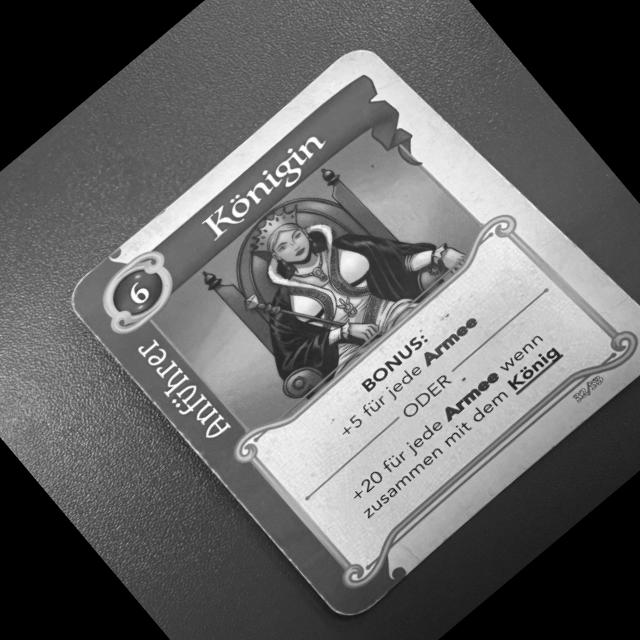 Königin
6
Anführer
BONUS:
+5 für jede Armee
ODER
+20 für jede Armee wenn
zusammen mit dem König